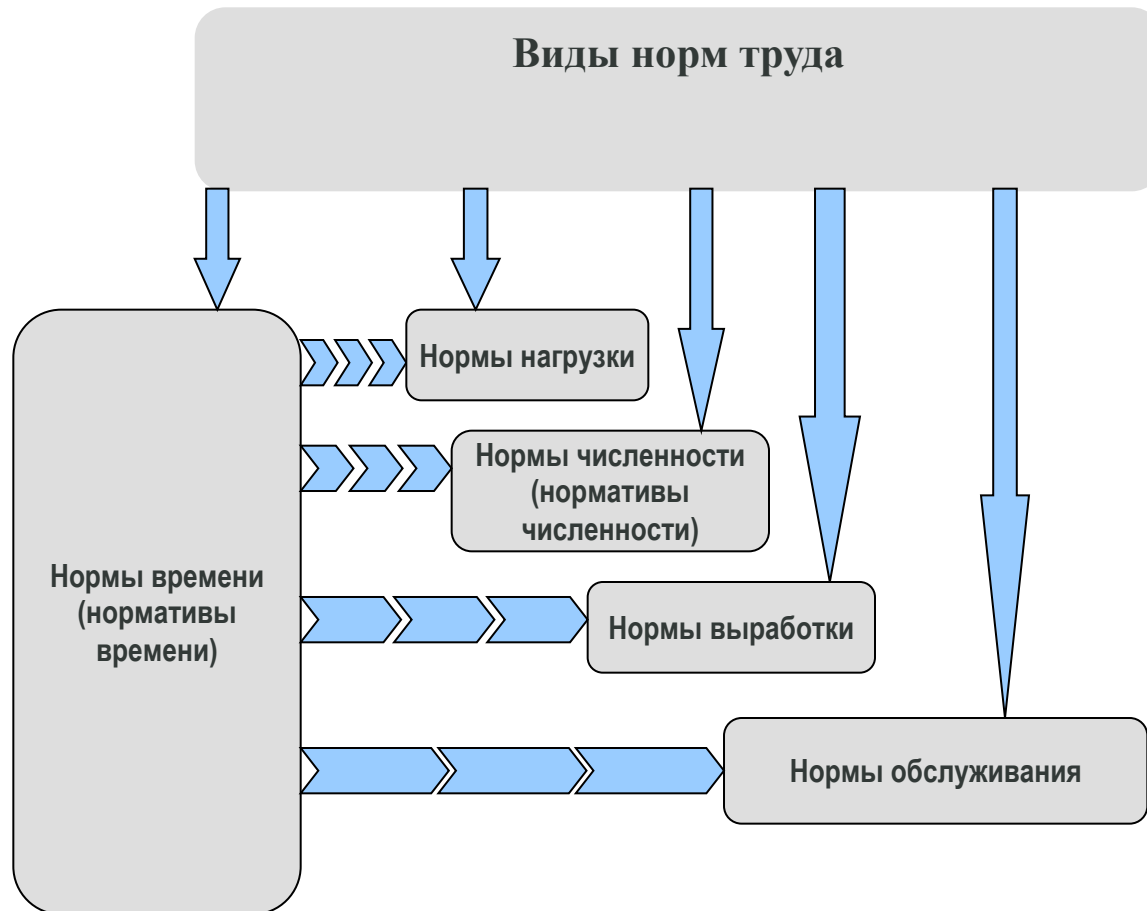 Виды норм труда
Нормы нагрузки
Нормы численности
(нормативы
численности)
Нормы времени
(нормативы
времени)
Нормы выработки
Нормы обслуживания